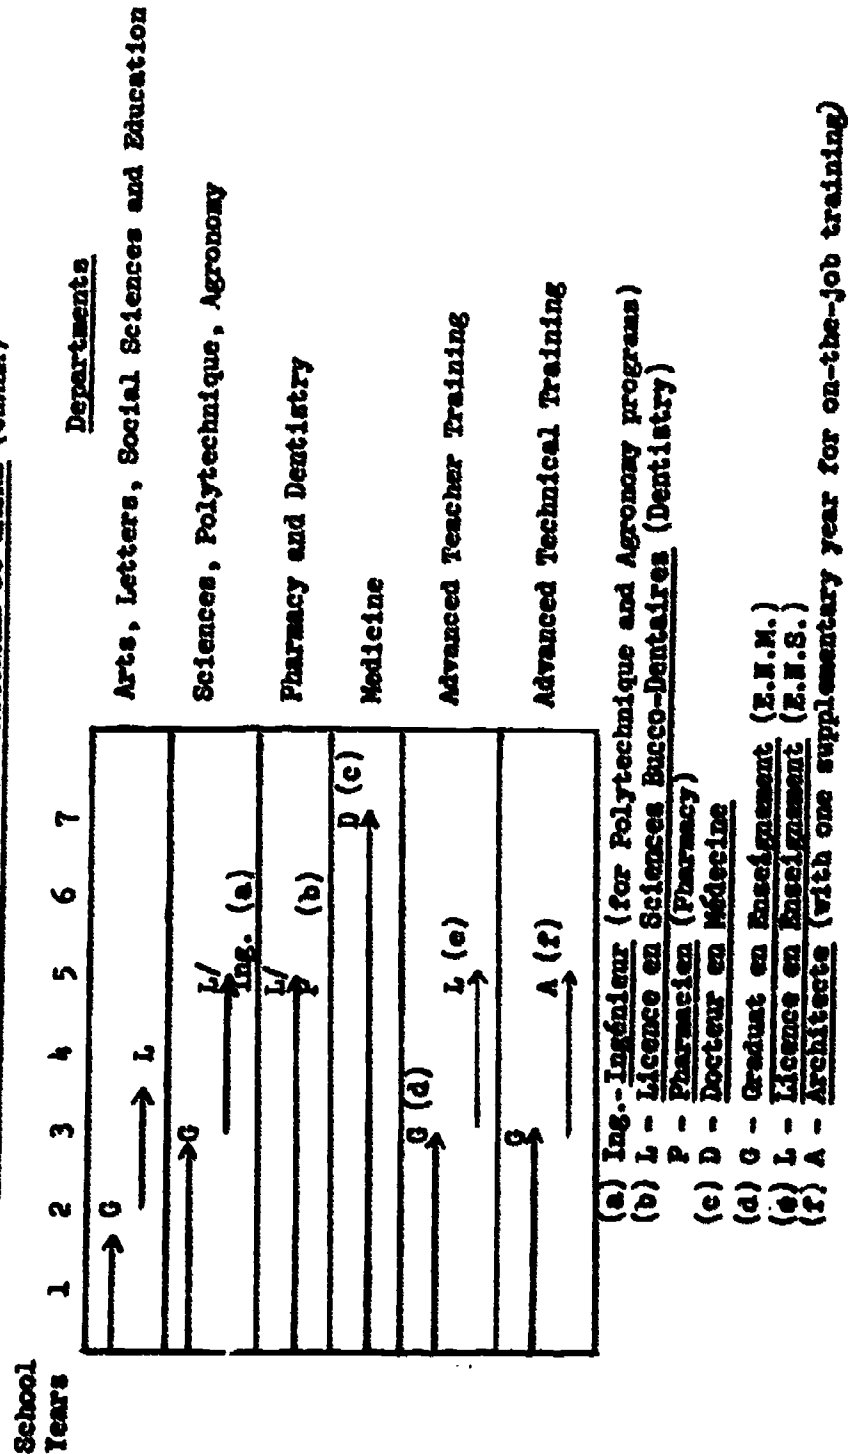 School
Years 1 2 3 4 5 6 7
Departments
G
L
Arts, Letters, Social Sciences and Education
G
L/
Ing. (a)
Sciences, Polytechnique, Agronomy
L/
P (b)
Pharmacy and Dentistry
D (c)
Medicine
G (d)
L (e)
Advanced Teacher Training
G
A (f)
Advanced Technical Training
(a) Ing.-Ingénieur (for Polytechnique and Agronomy programs)
(b) L - Licence en Sciences Bucco-Dentaires (Dentistry)
P - Pharmacien (Pharmacy)
(c) D - Docteur en Médecine
(d) G - Graduat en Enseignement (E.N.M.)
(e) L - Licence en Enseignement (E.N.S.)
(f) A - Architecte (with one supplementary year for on-the-job training)